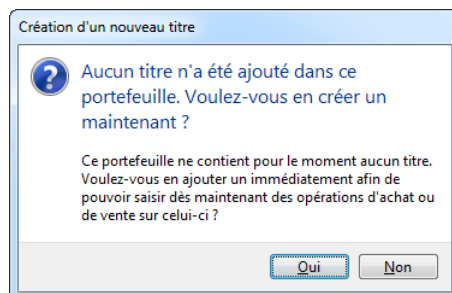 Création d'un nouveau titre
Aucun titre n'a été ajouté dans ce
portefeuille. Voulez-vous en créer un
maintenant ?
Ce portefeuille ne contient pour le moment aucun titre.
Voulez-vous en ajouter un immédiatement afin de
pouvoir saisir dès maintenant des opérations d'achat ou
de vente sur celui-ci ?
Oui
Non